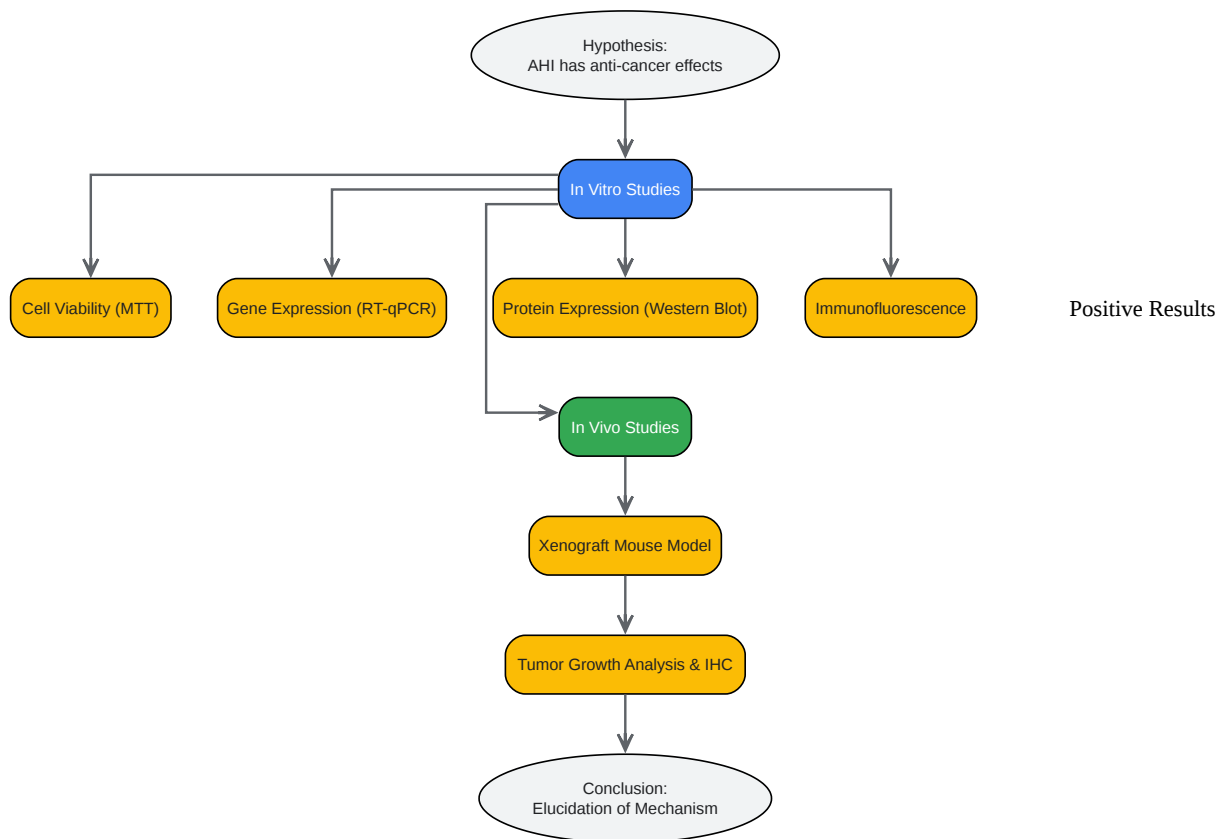 Hypothesis:
AHI has anti-cancer effects
In Vitro Studies
Cell Viability (MTT)
Gene Expression (RT-qPCR)
Protein Expression (Western Blot)
Immunofluorescence
Positive Results
In Vivo Studies
Xenograft Mouse Model
Tumor Growth Analysis & IHC
Conclusion:
Elucidation of Mechanism